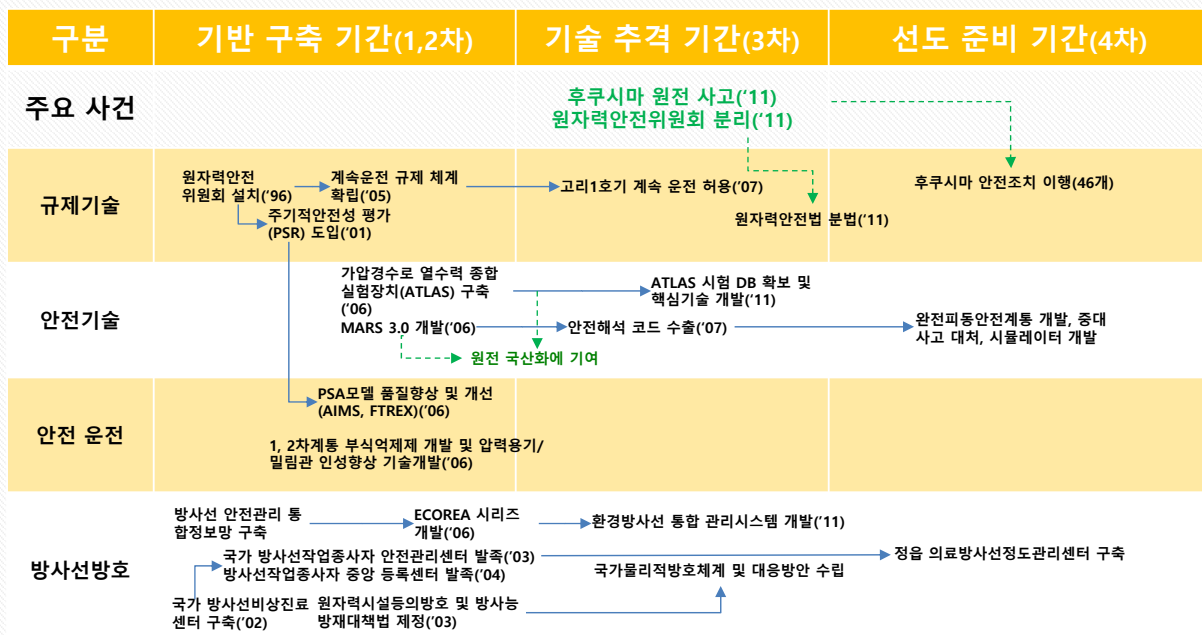 구분
기반 구축 기간(1,2차)
기술 추격 기간(3차)
선도 준비 기간(4차)
주요 사건
후쿠시마 원전 사고('11)
원자력안전위원회 분리('11)
규제기술
원자력안전
위원회 설치('96)
계속운전 규제 체계
확립('05)
주기적안전성 평가
(PSR) 도입('01)
고리1호기 계속 운전 허용('07)
원자력안전법 분법('11)
후쿠시마 안전조치 이행(46개)
안전기술
가압경수로 열수력 종합
실험장치(ATLAS) 구축
('06)
MARS 3.0 개발('06)
원전 국산화에 기여
ATLAS 시험 DB 확보 및
핵심기술 개발('11)
안전해석 코드 수출('07)
완전피동안전계통 개발, 중대
사고 대처, 시뮬레이터 개발
안전 운전
PSA모델 품질향상 및 개선
(AIMS, FTREX)('06)
1, 2차계통 부식억제제 개발 및 압력용기/
밀림관 인성향상 기술개발('06)
방사선방호
방사선 안전관리 통
합정보망 구축
ECOREA 시리즈
개발('06)
환경방사선 통합 관리시스템 개발('11)
국가 방사선작업종사자 안전관리센터 발족('03)
방사선작업종사자 중앙 등록센터 발족('04)
정읍 의료방사선정도관리센터 구축
국가물리적방호체계 및 대응방안 수립
국가 방사선비상진료
센터 구축('02)
원자력시설등의방호 및 방사능
방재대책법 제정('03)